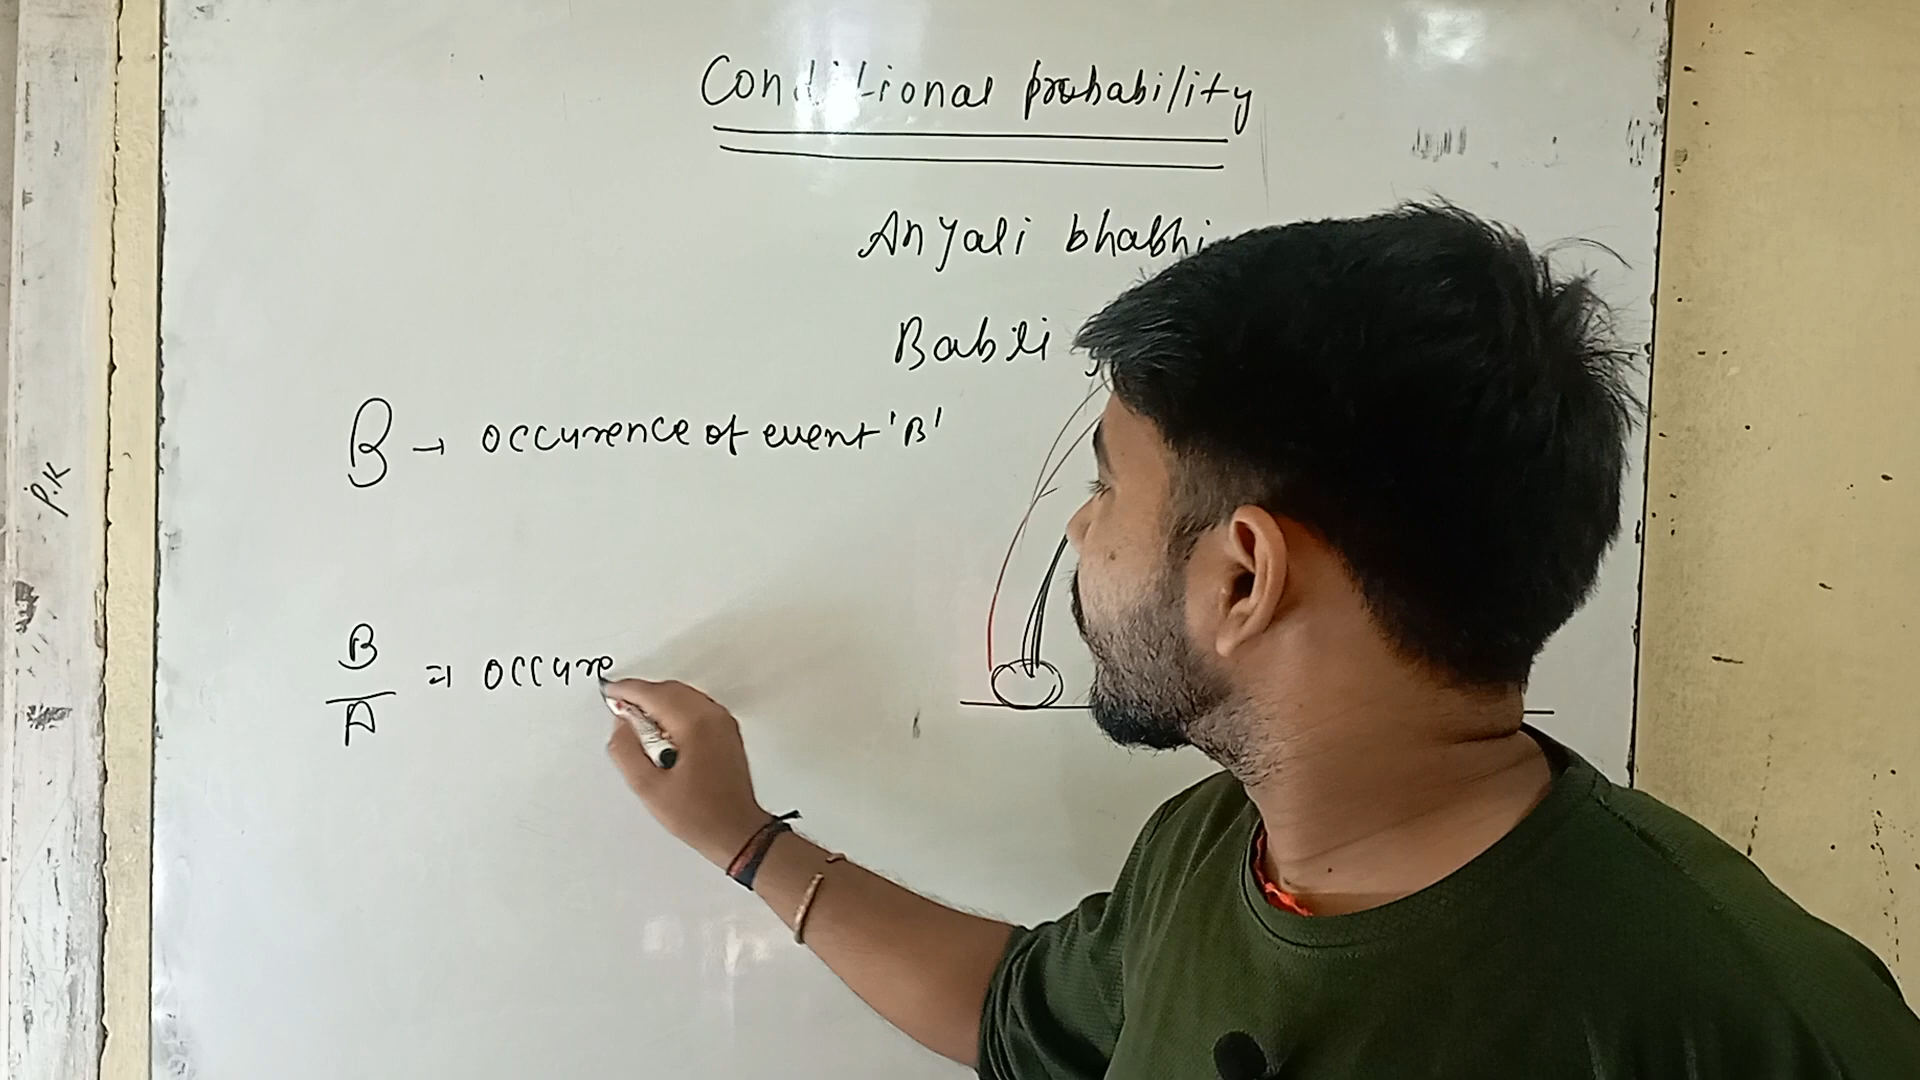 Conditional probability
Anjali bhabhi
Babli
B → occurence of event 'B'
B
A
= occure
P.K